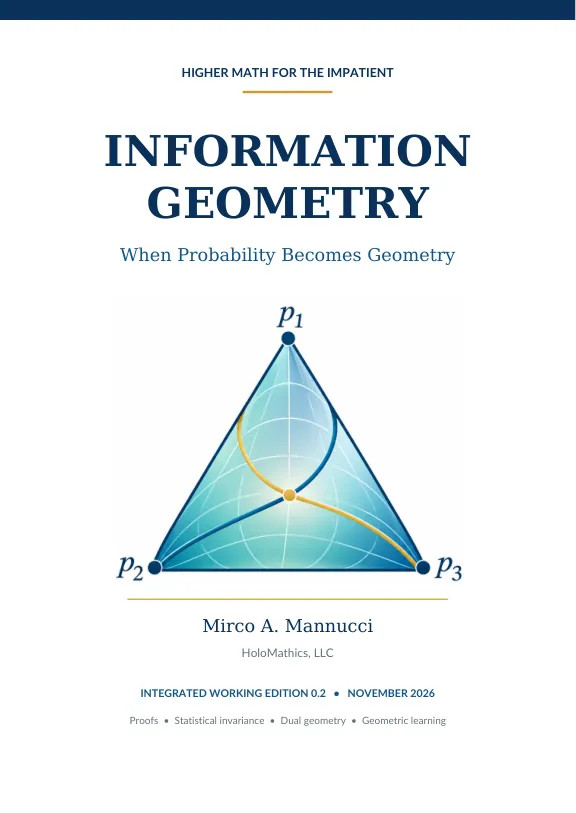 HIGHER MATH FOR THE IMPATIENT
INFORMATION
GEOMETRY
When Probability Becomes Geometry
p1
p2
p3
Mirco A. Mannucci
HoloMathics, LLC
INTEGRATED WORKING EDITION 0.2 • NOVEMBER 2026
Proofs • Statistical invariance • Dual geometry • Geometric learning